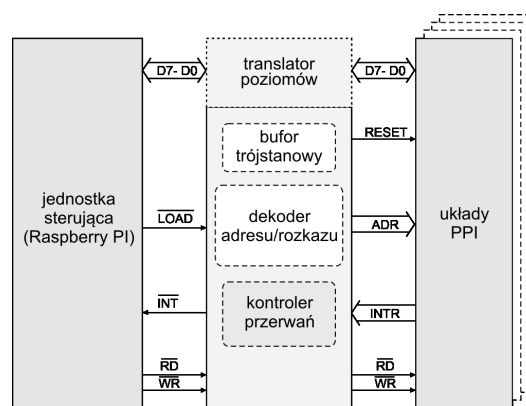 D7- D0
translator
poziomów
D7- D0
bufor
trójstanowy
RESET
jednostka
sterująca
(Raspberry PI)
LOAD
dekoder
adresu/rozkazu
ADR
układy
PPI
INT
kontroler
przerwań
INTR
RD
RD
WR
WR